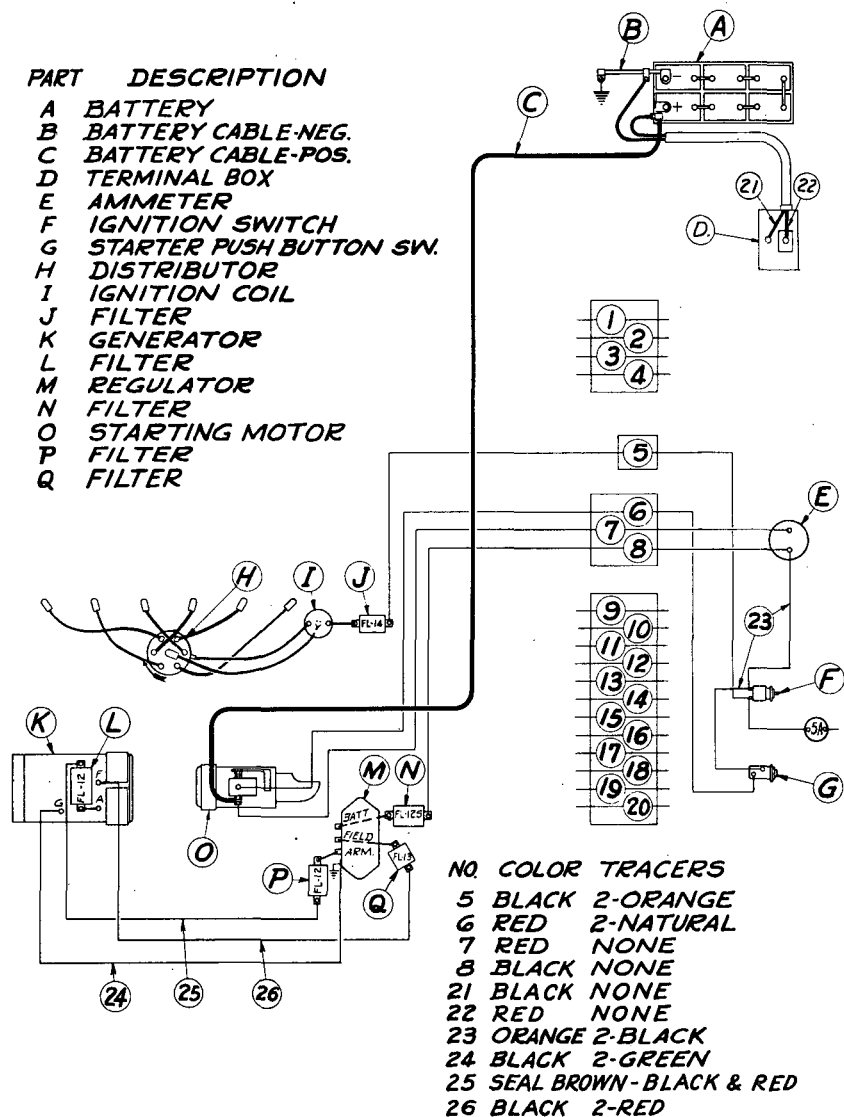 B
A
PART DESCRIPTION
A BATTERY
B BATTERY CABLE-NEG.
C BATTERY CABLE-POS.
D TERMINAL BOX
E AMMETER
F IGNITION SWITCH
G STARTER PUSH BUTTON SW.
H DISTRIBUTOR
I IGNITION COIL
J FILTER
K GENERATOR
L FILTER
M REGULATOR
N FILTER
O STARTING MOTOR
P FILTER
Q FILTER
- 
+
C
21
22
D.
1
2
3
4
5
6
7
8
E
H
I
J
FL-14
9
10
11
12
13
14
15
16
17
18
19
20
23
F
5A
G
K
L
FL-12
F
A
G
O
M
N
BATT
FL-125
FIELD
ARM.
FL-13
P
FL-12
Q
24
25
26
NO. COLOR TRACERS
5 BLACK 2-ORANGE
6 RED 2-NATURAL
7 RED NONE
8 BLACK NONE
21 BLACK NONE
22 RED NONE
23 ORANGE 2-BLACK
24 BLACK 2-GREEN
25 SEAL BROWN-BLACK & RED
26 BLACK 2-RED